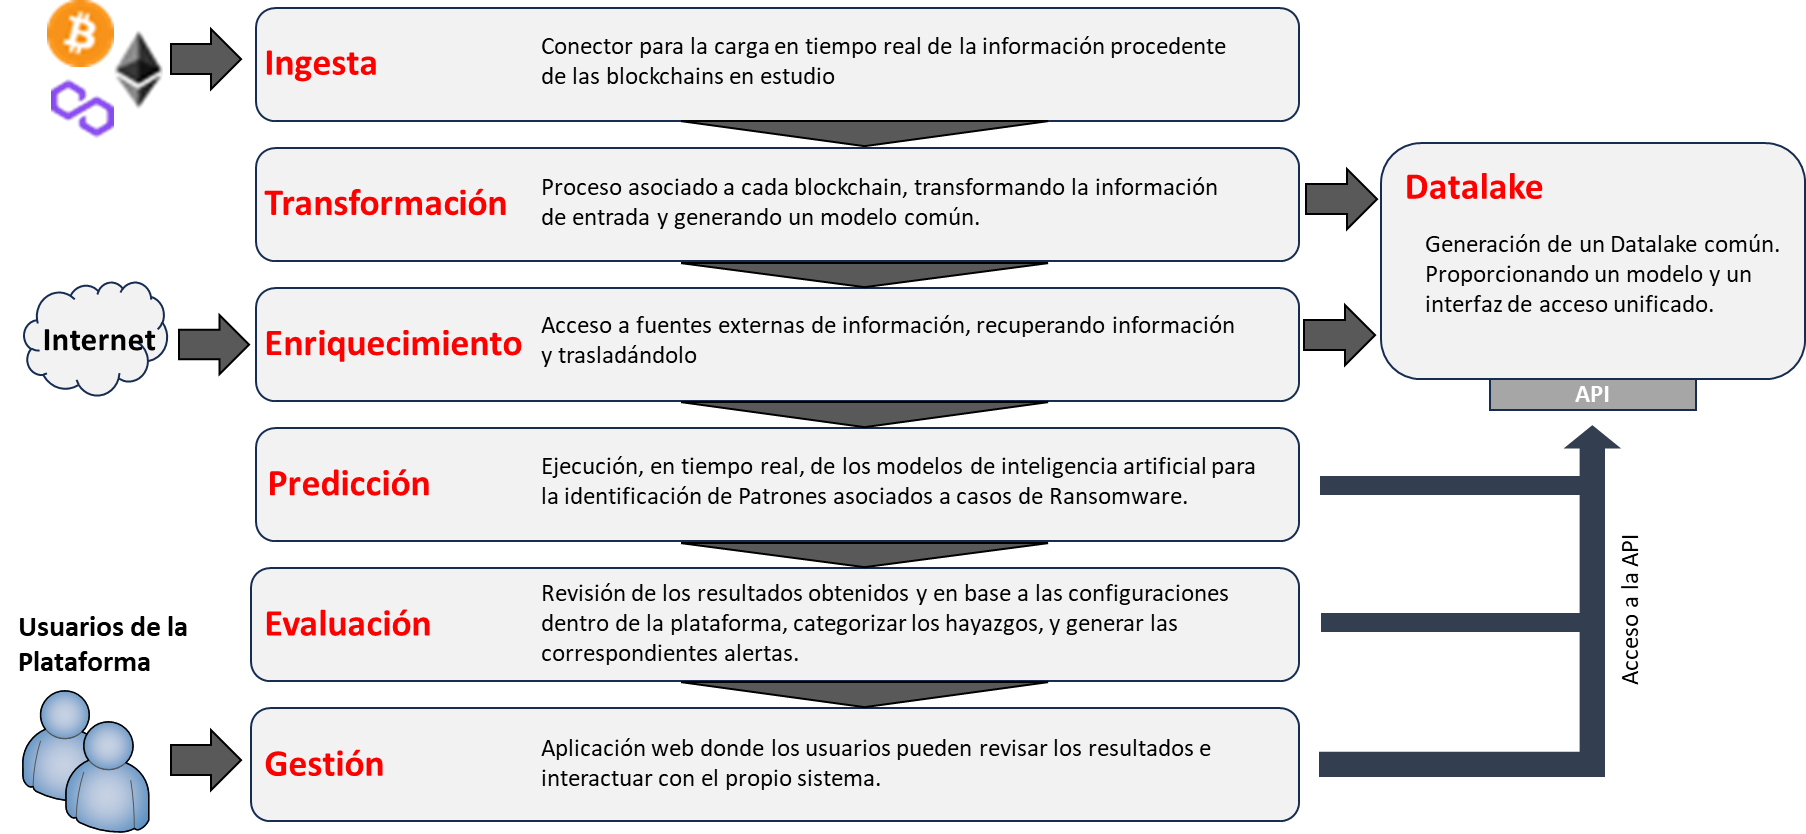 Ingesta
Conector para la carga en tiempo real de la información procedente
de las blockchains en estudio
Transformación
Proceso asociado a cada blockchain, transformando la información
de entrada y generando un modelo común.
Datalake
Generación de un Datalake común.
Proporcionando un modelo y un
interfaz de acceso unificado.
API
Internet
Enriquecimiento
Acceso a fuentes externas de información, recuperando información
y trasladándolo
Predicción
Ejecución, en tiempo real, de los modelos de inteligencia artificial para
la identificación de Patrones asociados a casos de Ransomware.
Evaluación
Revisión de los resultados obtenidos y en base a las configuraciones
dentro de la plataforma, categorizar los hayazgos, y generar las
correspondientes alertas.
Acceso a la API
Usuarios de la
Plataforma
Gestión
Aplicación web donde los usuarios pueden revisar los resultados e
interactuar con el propio sistema.